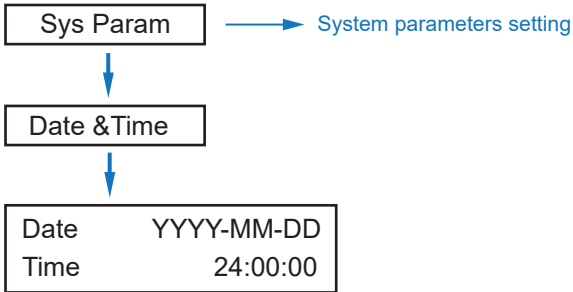 Sys Param
System parameters setting
Date &Time
Date YYYY-MM-DD
Time 24:00:00